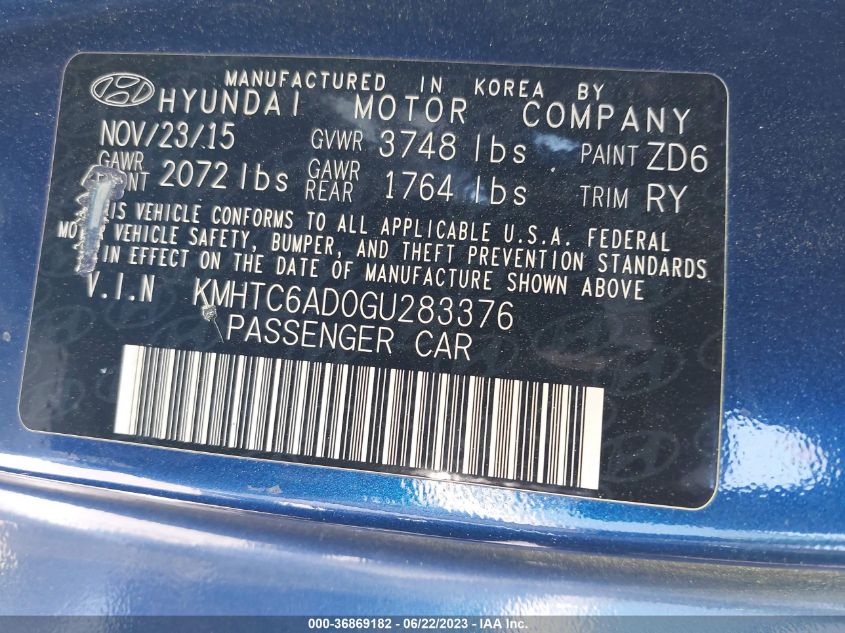 MANUFACTURED IN KOREA BY
HYUNDAI MOTOR COMPANY
NOV/23/15 GVWR 3748 lbs PAINT ZD6
GAWR 2072 lbs GAWR REAR 1764 lbs TRIM RY
VEHICLE CONFORMS TO ALL APPLICABLE U.S.A. FEDERAL
VEHICLE SAFETY, BUMPER, AND THEFT PREVENTION STANDARDS
IN EFFECT ON THE DATE OF MANUFACTURE SHOWN ABOVE
V.I.N KMHTC6AD0GU283376
PASSENGER CAR
000-36869182 - 06/22/2023 - IAAI.COM